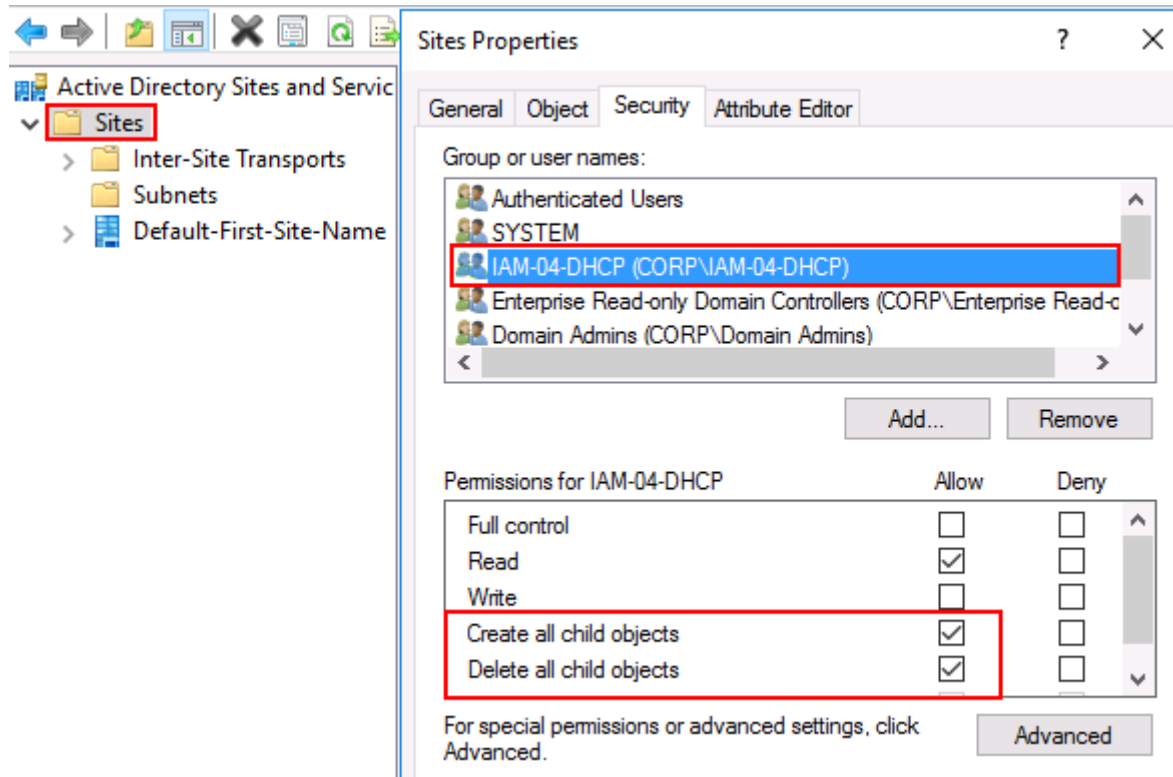 Active Directory Sites and Servic
Sites
Inter-Site Transports
Subnets
Default-First-Site-Name
Sites Properties
?
General Object Security Attribute Editor
Group or user names:
Authenticated Users
SYSTEM
IAM-04-DHCP (CORP\IAM-04-DHCP)
Enterprise Read-only Domain Controllers (CORP\Enterprise Read-o
Domain Admins (CORP\Domain Admins)
Add... Remove
Permissions for IAM-04-DHCP Allow Deny
Full control
Read
Write
Create all child objects
Delete all child objects
For special permissions or advanced settings, click
Advanced.
Advanced